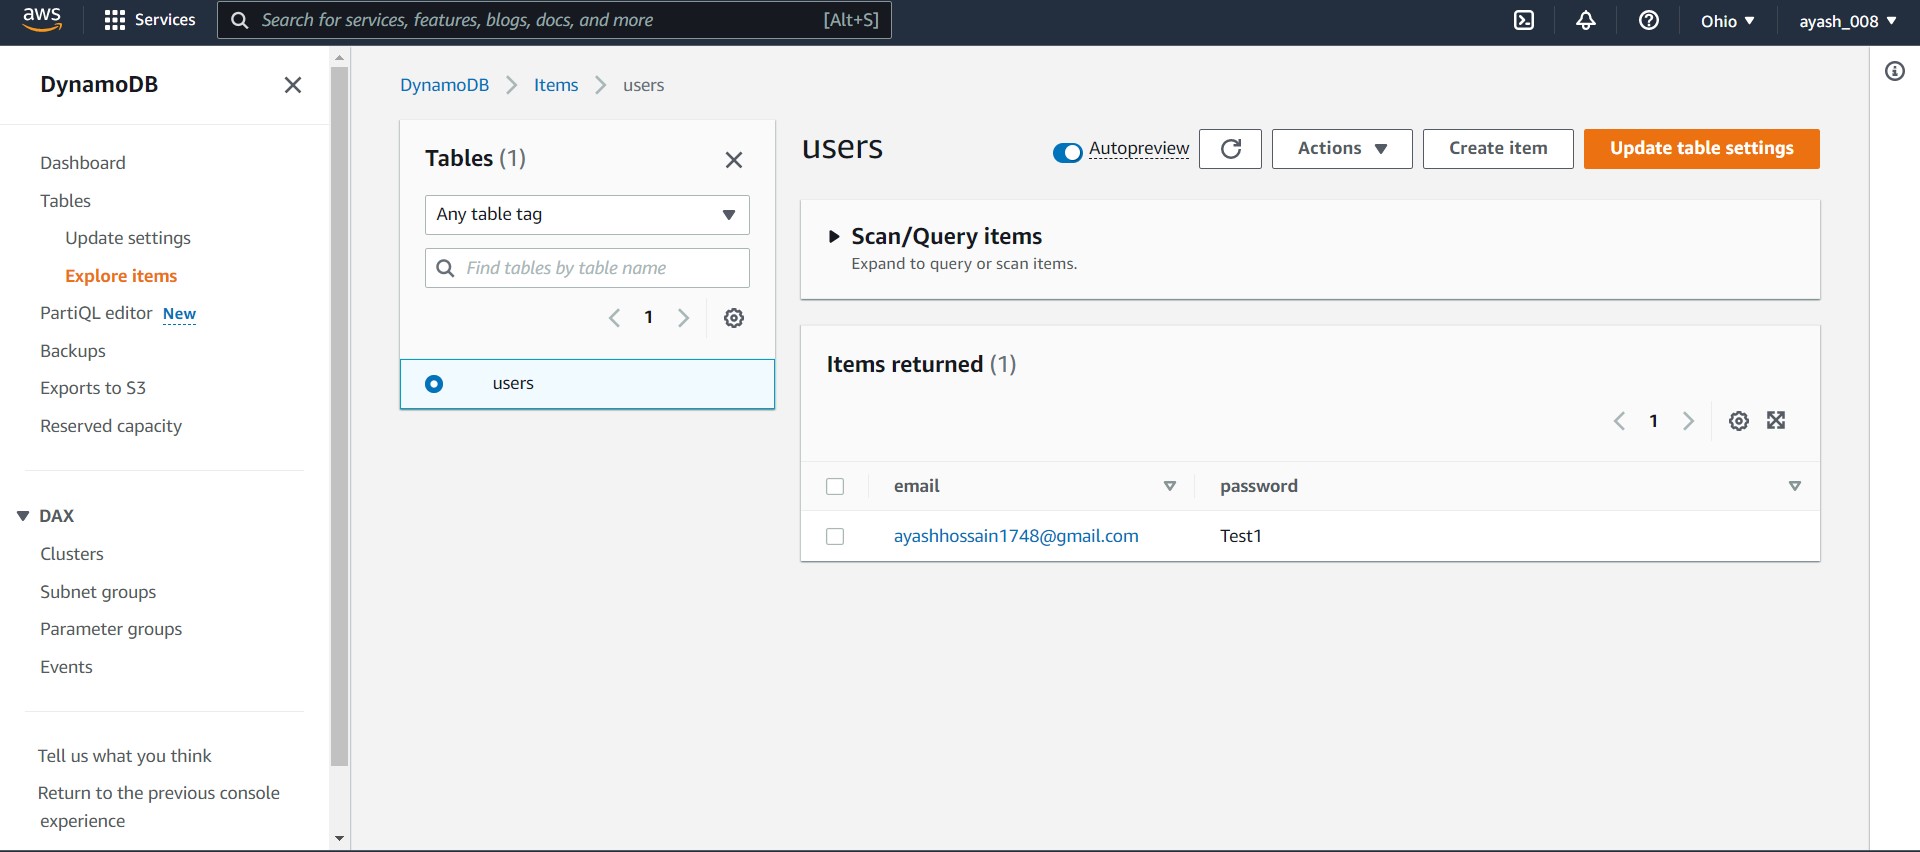 aws
Services
Search for services, features, blogs, docs, and more [Alt+S]
Ohio
ayash_008
DynamoDB
Dashboard
Tables
Update settings
Explore items
PartiQL editor New
Backups
Exports to S3
Reserved capacity
DAX
Clusters
Subnet groups
Parameter groups
Events
Tell us what you think
Return to the previous console
experience
DynamoDB
Items
users
Tables (1)
Any table tag
Find tables by table name
1
users
users
Autopreview
Actions
Create item
Update table settings
Scan/Query items
Expand to query or scan items.
Items returned (1)
1
email password
ayashhossain1748@gmail.com Test1